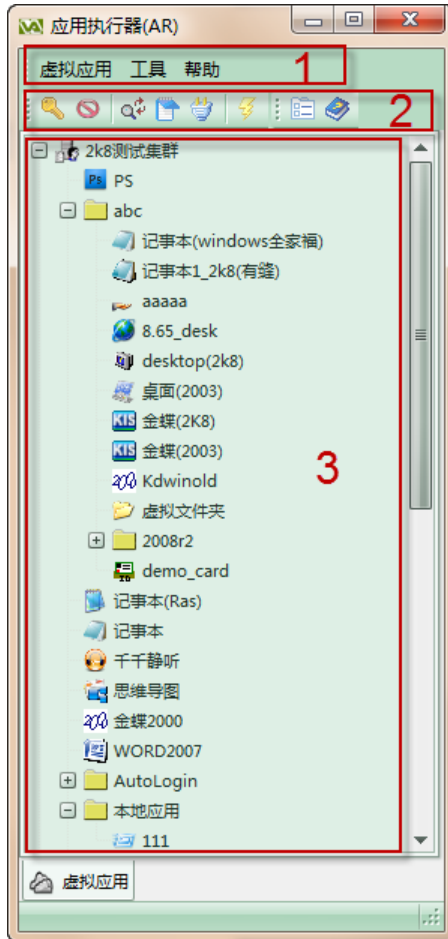 应用执行器(AR)
虚拟应用 工具 帮助 1
2
2k8测试集群
Ps PS
abc
记事本(windows全家福)
记事本1_2k8(有缝)
aaaaa
8.65_desk
desktop(2k8)
桌面(2003)
KIS 金蝶(2K8)
KIS 金蝶(2003)
3
Kdwinold
虚拟文件夹
2008r2
demo_card
记事本(Ras)
记事本
千千静听
思维导图
金蝶2000
WORD2007
AutoLogin
本地应用
111
虚拟应用